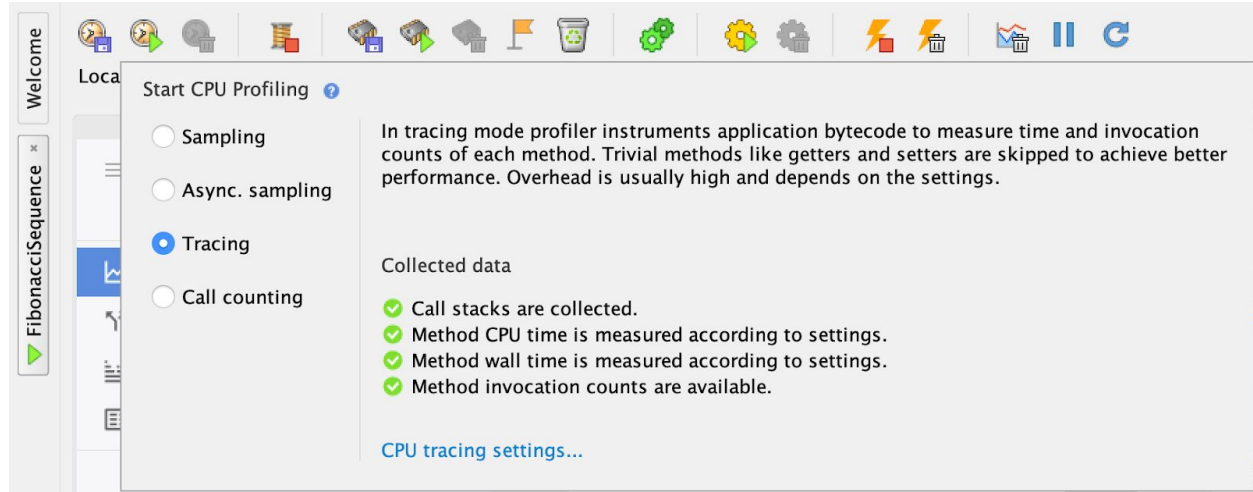 Welcome
FibonacciSequence
Loca
Start CPU Profiling
Sampling
Async. sampling
Tracing
Call counting
In tracing mode profiler instruments application bytecode to measure time and invocation
counts of each method. Trivial methods like getters and setters are skipped to achieve better
performance. Overhead is usually high and depends on the settings.
Collected data
Call stacks are collected.
Method CPU time is measured according to settings.
Method wall time is measured according to settings.
Method invocation counts are available.
CPU tracing settings...